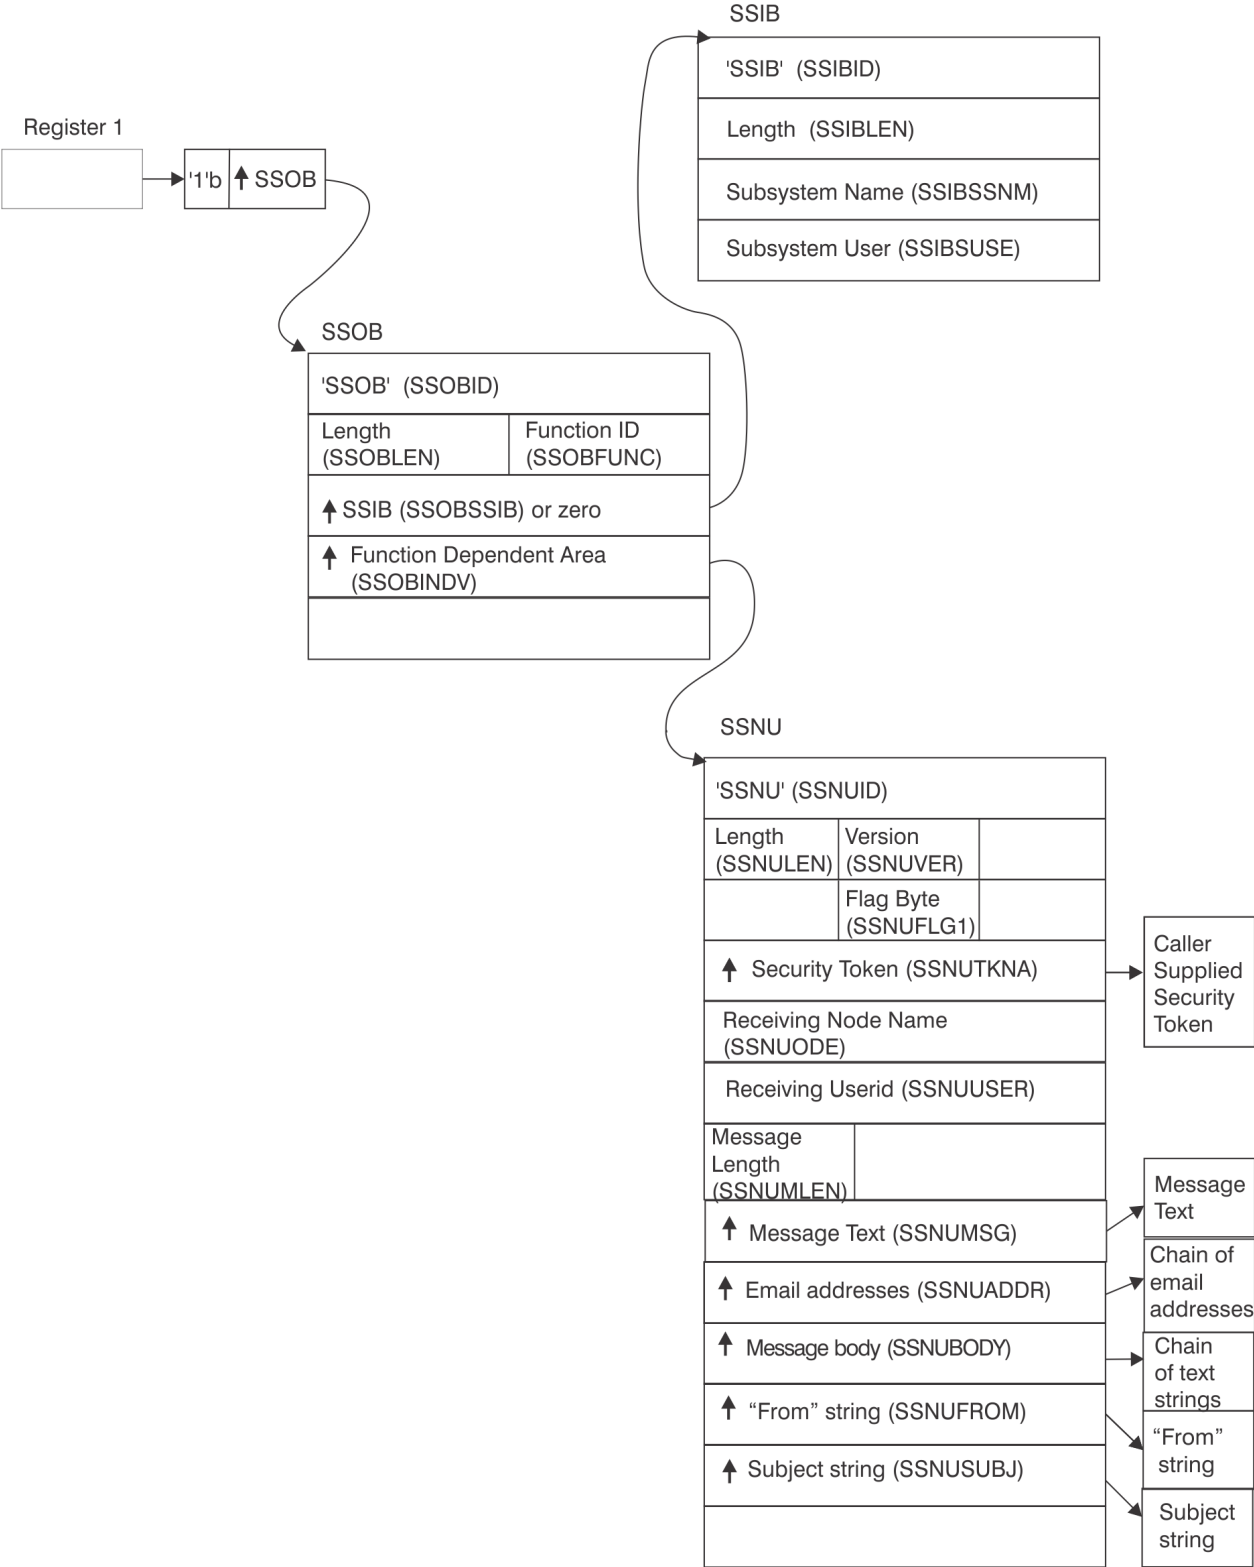 SSIB
'SSIB' (SSIBID)
Length (SSIBLEN)
Subsystem Name (SSIBSSNM)
Subsystem User (SSIBSUSE)
Register 1
'1'b
SSOB
SSOB
'SSOB' (SSOBID)
Length
(SSOBLEN)
Function ID
(SSOBFUNC)
SSIB (SSOBSSIB) or zero
Function Dependent Area
(SSOBINDV)
SSNU
'SSNU' (SSNUID)
Length
(SSNULEN)
Version
(SSNUVER)
Flag Byte
(SSNUFLG1)
Security Token (SSNUTKNA)
Caller
Supplied
Security
Token
Receiving Node Name
(SSNUODE)
Receiving Userid (SSNUUSER)
Message
Length
(SSNUMLEN)
Message Text (SSNUMSG)
Message
Text
Email addresses (SSNUADDR)
Chain of
email
addresses
Message body (SSNUBODY)
Chain
of text
strings
“From” string (SSNUFROM)
“From”
string
Subject string (SSNUSUBJ)
Subject
string